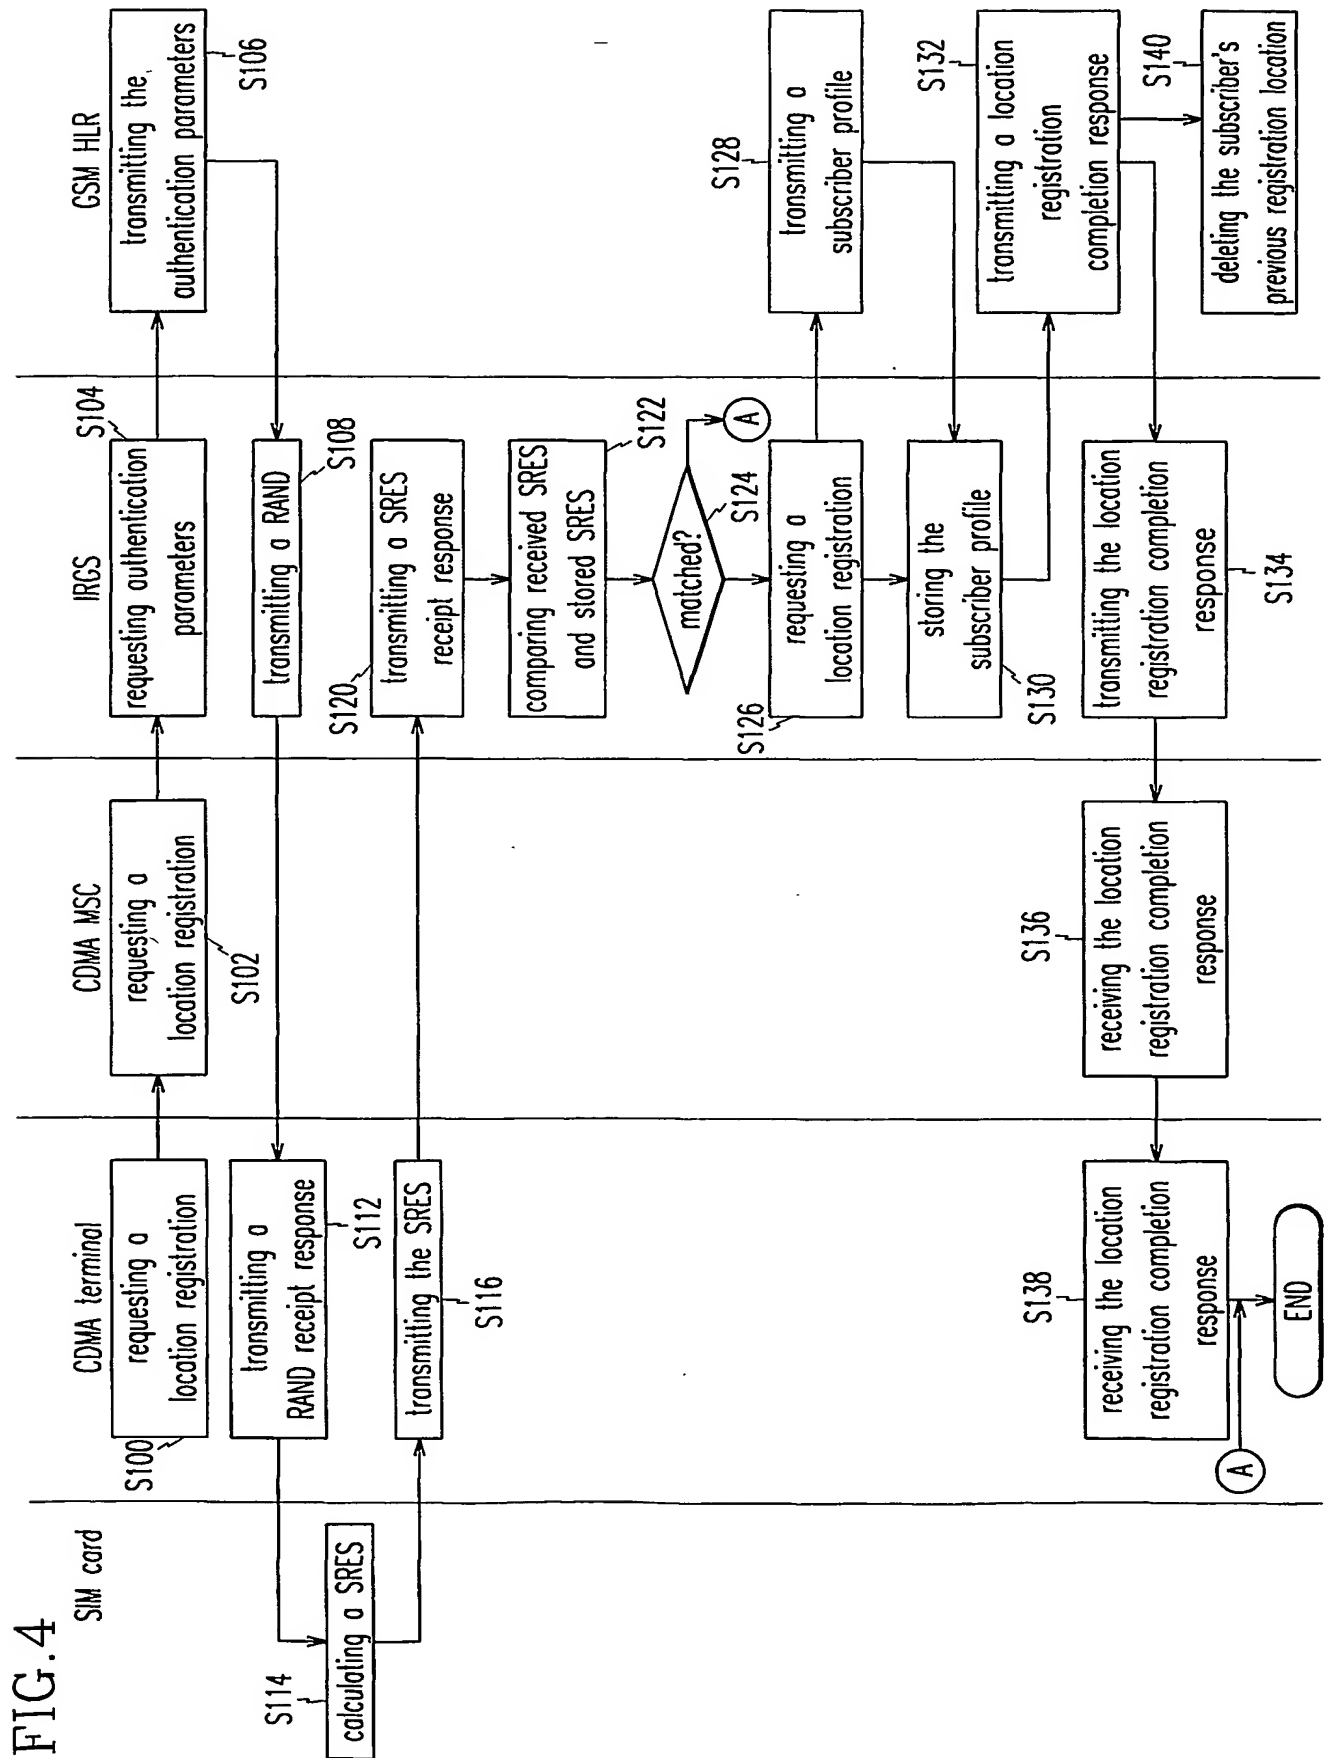 FIG.4
SIM card
CDMA terminal
CDMA MSC
IRGS
GSM HLR
requesting a
location registration
S100
requesting a
location registration
S102
requesting authentication
parameters
S104
transmitting the
authentication parameters
S106
transmitting a RAND
S108
transmitting a
RAND receipt response
S112
S114
calculating a SRES
transmitting the SRES
S116
S120
transmitting a SRES
receipt response
comparing received SRES
and stored SRES
S122
matched?
S124
A
requesting a
location registration
S126
transmitting a
subscriber profile
S128
storing the
subscriber profile
S130
transmitting a location
registration
completion response
S132
transmitting the location
registration completion
response
S134
S136
receiving the location
registration completion
response
S138
receiving the location
registration completion
response
S140
deleting the subscriber's
previous registration location
A
END